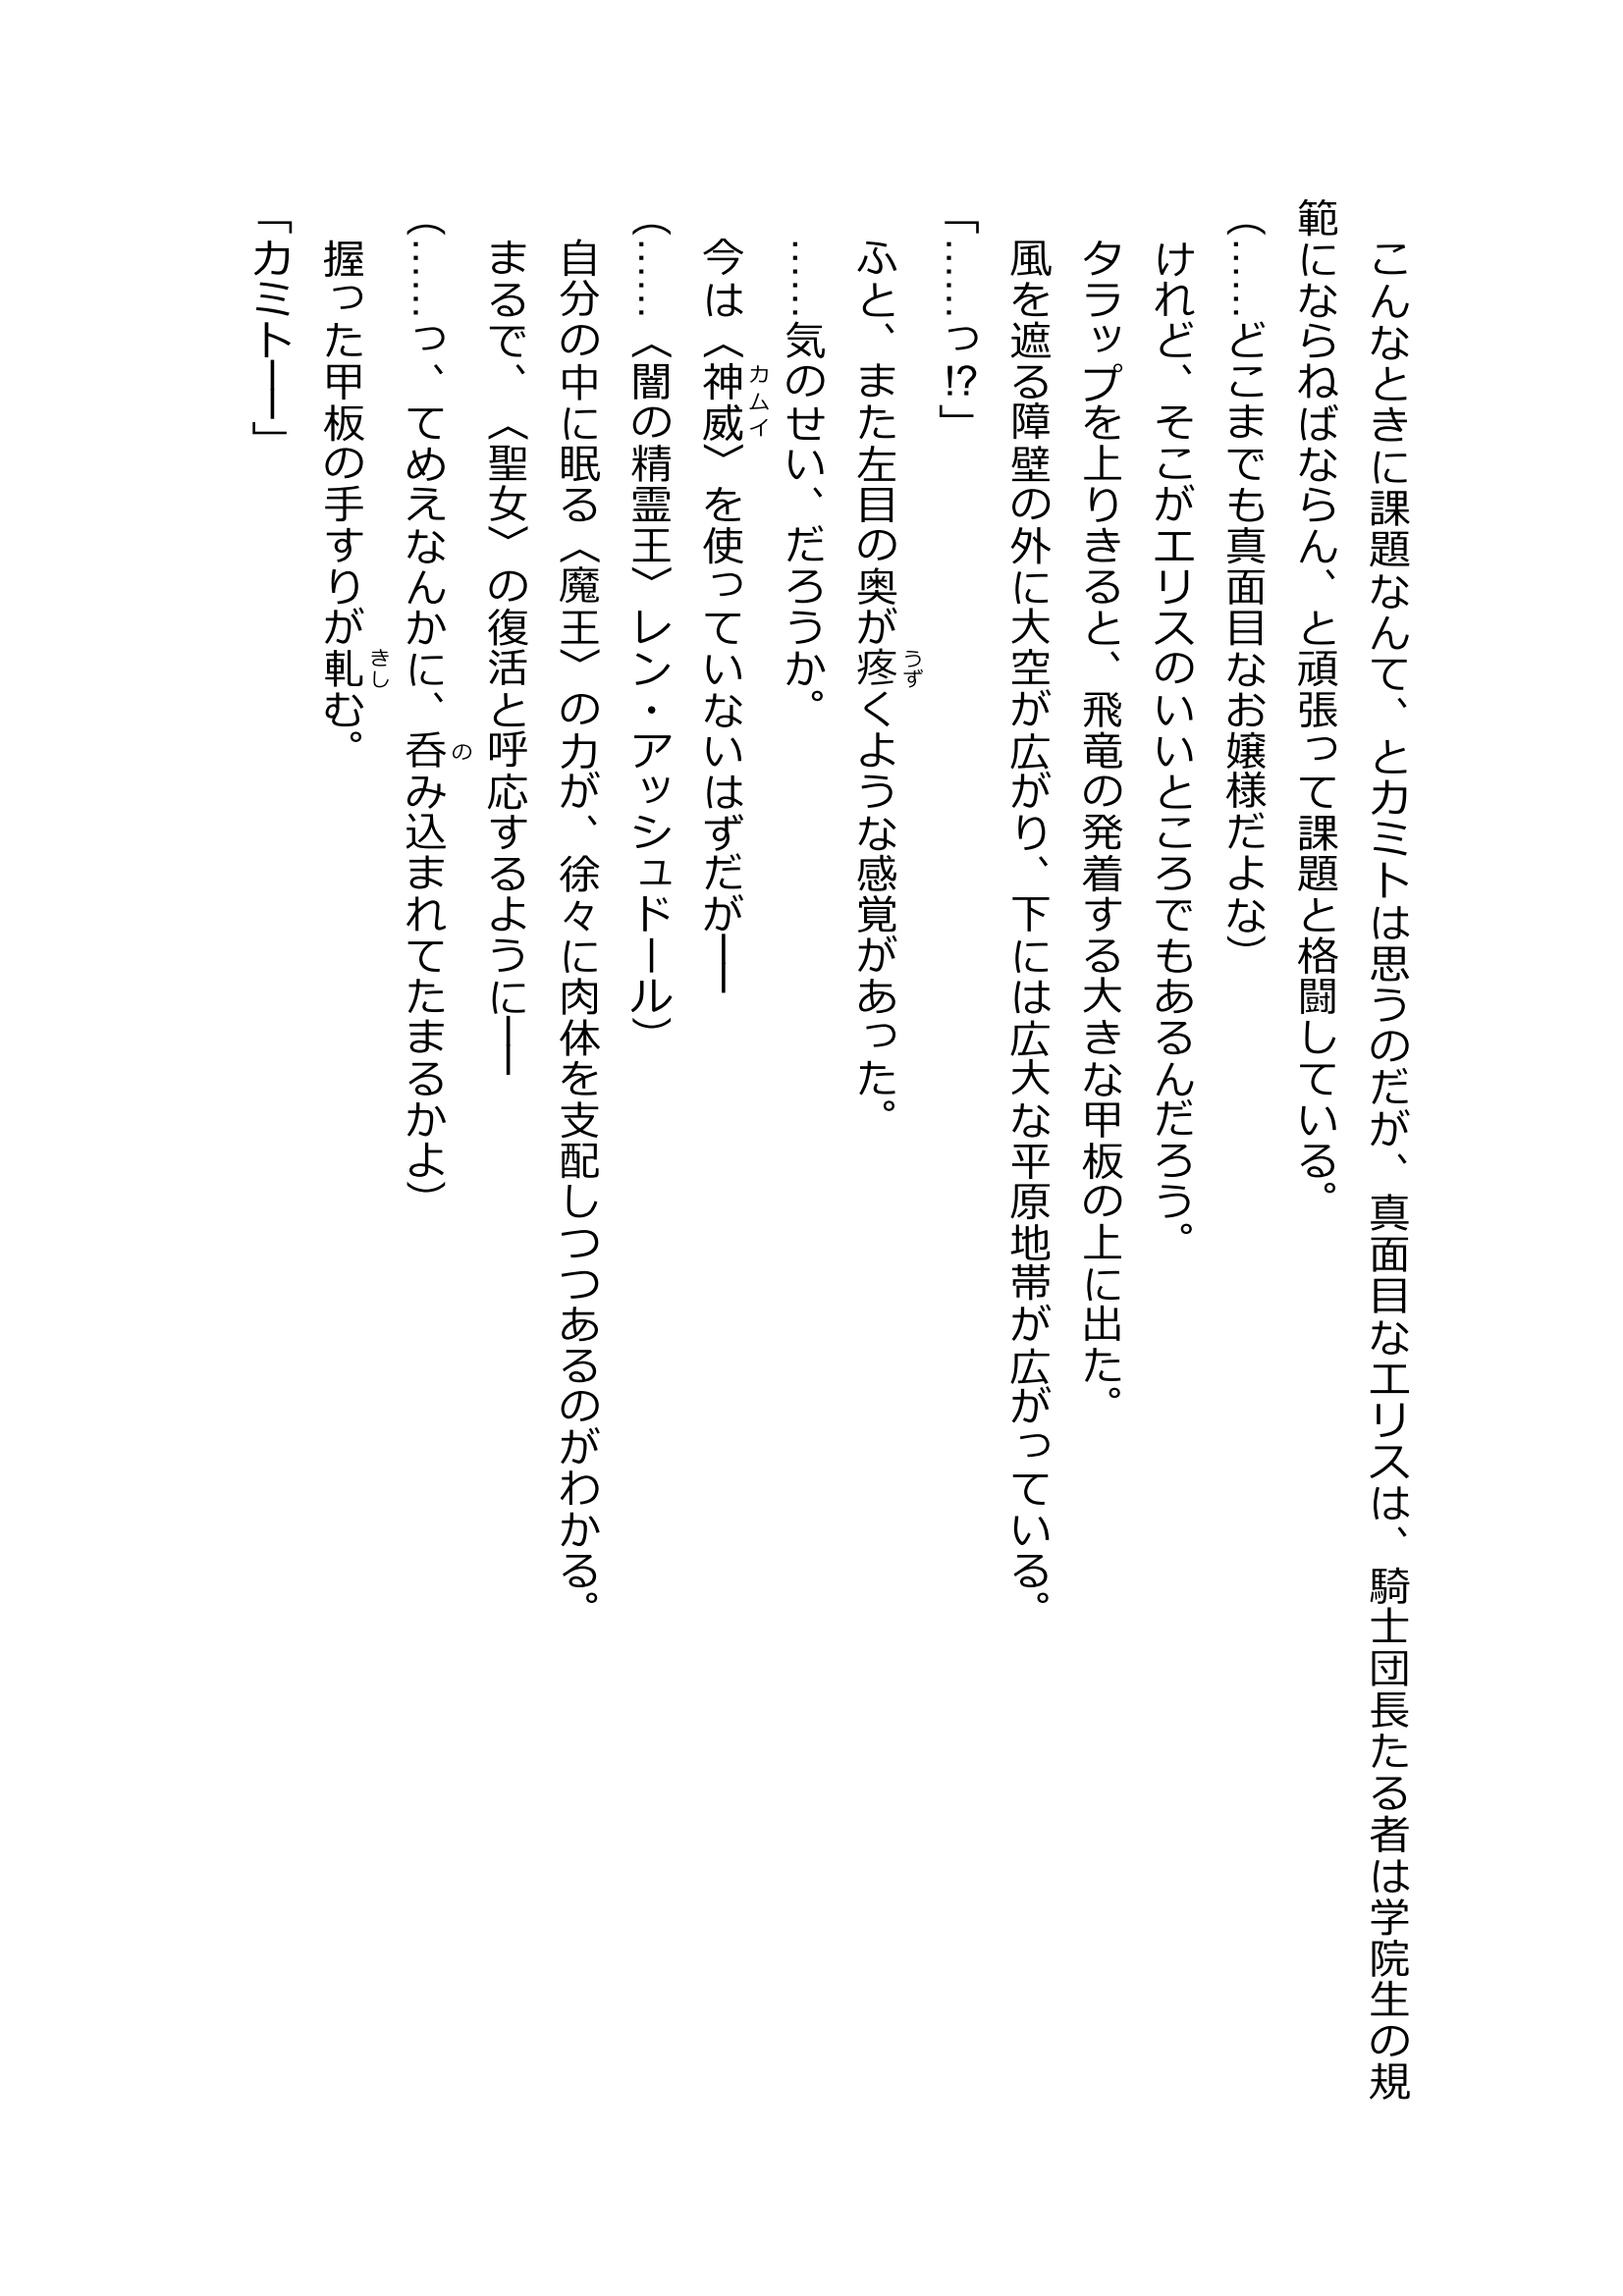 こんなときに課題なんて、とカミトは思うのだが、真面目なエリスは、騎士団長たる者は学院生の規
範にならねばならん、と頑張って課題と格闘している。
（……どこまでも真面目なお嬢様だよな）
けれど、そこがエリスのいいところでもあるんだろう。
タラップを上りきると、飛竜の発着する大きな甲板の上に出た。
風を遮る障壁の外に大空が広がり、下には広大な平原地帯が広がっている。
「……っ⁉」
ふと、また左目の奥が疼くような感覚があった。
うず
……気のせい、だろうか。
今は〈神威〉を使っていないはずだが――
カムイ
（……〈闇の精霊王〉レン・アッシュドール）
自分の中に眠る〈魔王〉の力が、徐々に肉体を支配しつつあるのがわかる。
まるで、〈聖女〉の復活と呼応するように――
（……っ、てめえなんかに、呑み込まれてたまるかよ）
の
握った甲板の手すりが軋む。
きし
「カミト――」